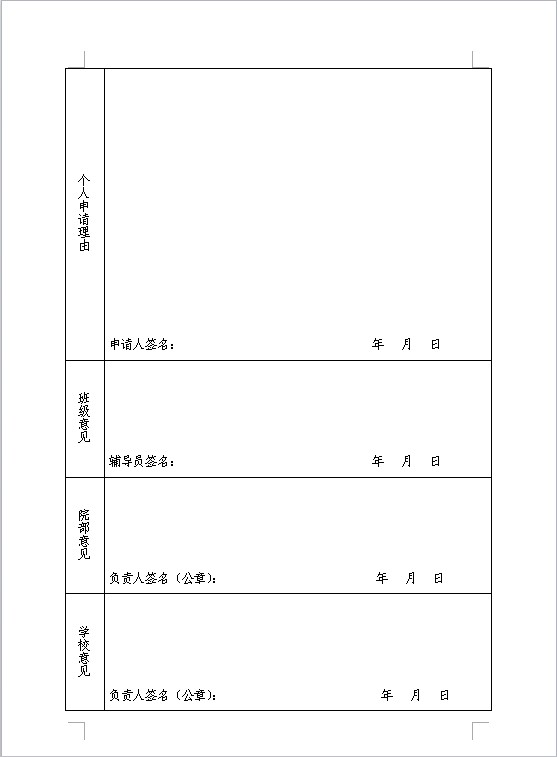 个人申请理由
申请人签名： 年 月 日
班级意见
辅导员签名： 年 月 日
院部意见
负责人签名（公章）： 年 月 日
学校意见
负责人签名（公章）： 年 月 日